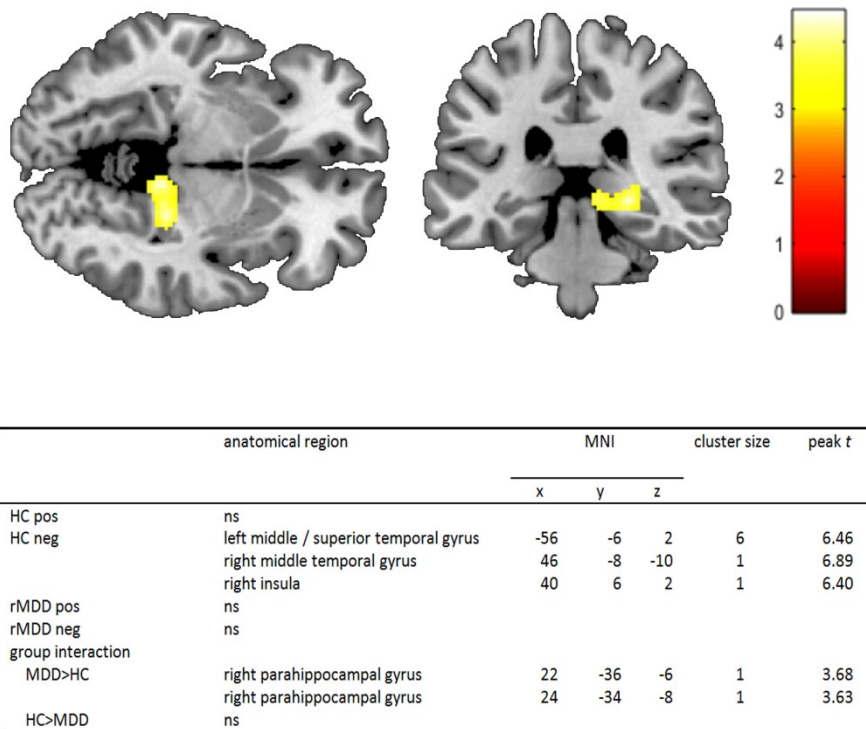 4
3
2
1
0
anatomical region MNI cluster size peak t
x y z
HC pos ns
HC neg left middle / superior temporal gyrus -56 -6 2 6 6.46
right middle temporal gyrus 46 -8 -10 1 6.89
right insula 40 6 2 1 6.40
rMDD pos ns
rMDD neg ns
group interaction
MDD>HC right parahippocampal gyrus 22 -36 -6 1 3.68
right parahippocampal gyrus 24 -34 -8 1 3.63
HC>MDD ns